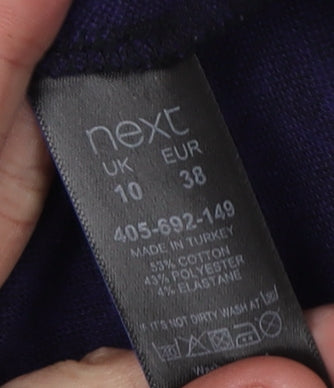 next
UK EUR
10 38
405-692-149
MADE IN TURKEY
53% COTTON
43% POLYESTER
4% ELASTANE
IF IT'S NOT DIRTY WASH AT